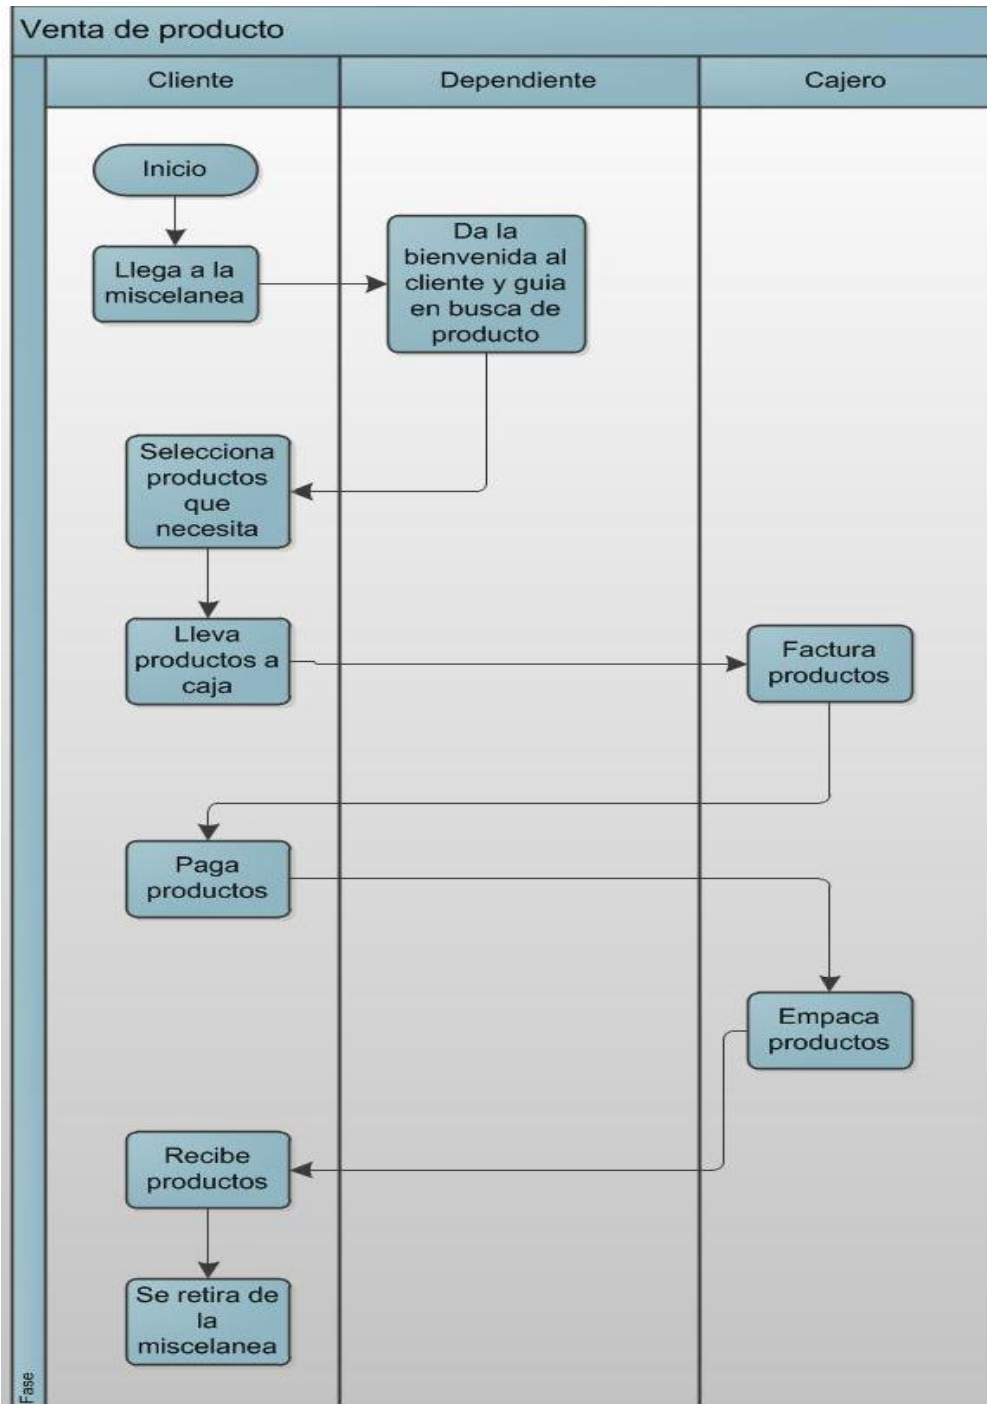 Venta de producto
Cliente
Dependiente
Cajero
Inicio
Llega a la
miscelanea
Da la
bienvenida al
cliente y guia
en busca de
producto
Selecciona
productos
que
necesita
Lleva
productos a
caja
Factura
productos
Paga
productos
Empaca
productos
Recibe
productos
Se retira de
la
miscelanea
Fase